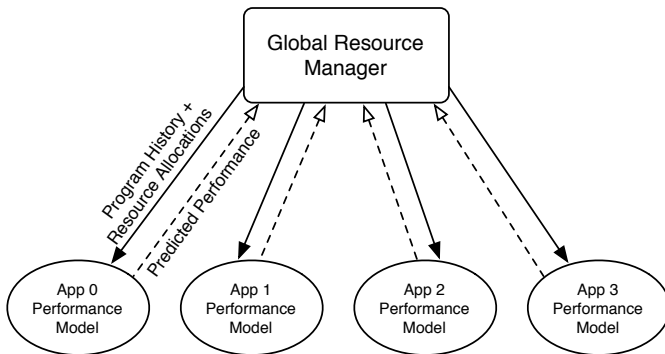 Global Resource
Manager
Program History +
Resource Allocations
Predicted Performance
App 0
Performance
Model
App 1
Performance
Model
App 2
Performance
Model
App 3
Performance
Model